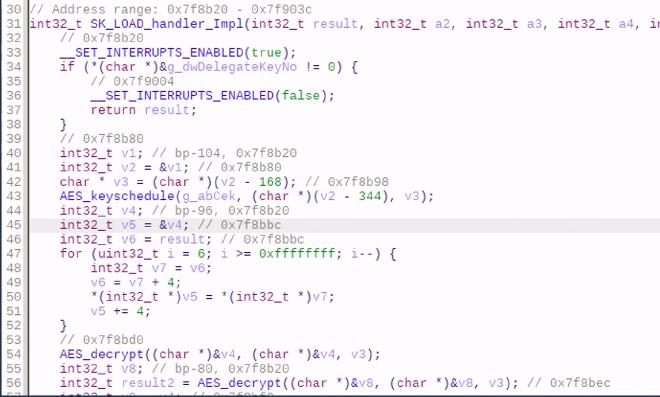 30 // Address range: 0x7f8b20 - 0x7f903c
31 int32_t SK_LOAD_handler_Impl(int32_t result, int32_t a2, int32_t a3, int32_t a4, in
32 // 0x7f8b20
33 __SET_INTERRUPTS_ENABLED(true);
34 if (*(char *)&g_dwDelegateKeyNo != 0) {
35 // 0x7f9004
36 __SET_INTERRUPTS_ENABLED(false);
37 return result;
38 }
39 // 0x7f8b80
40 int32_t v1; // bp-104, 0x7f8b20
41 int32_t v2 = &v1; // 0x7f8b80
42 char * v3 = (char *)(v2 - 168); // 0x7f8b98
43 AES_keyschedule(g_abCek, (char *)(v2 - 344), v3);
44 int32_t v4; // bp-96, 0x7f8b20
45 int32_t v5 = &v4; // 0x7f8bbc
46 int32_t v6 = result; // 0x7f8bbc
47 for (uint32_t i = 6; i >= 0xffffffff; i--) {
48 int32_t v7 = v6;
49 v6 = v7 + 4;
50 *(int32_t *)v5 = *(int32_t *)v7;
51 v5 += 4;
52 }
53 // 0x7f8bd0
54 AES_decrypt((char *)&v4, (char *)&v4, v3);
55 int32_t v8; // bp-80, 0x7f8b20
56 int32_t result2 = AES_decrypt((char *)&v8, (char *)&v8, v3); // 0x7f8bec